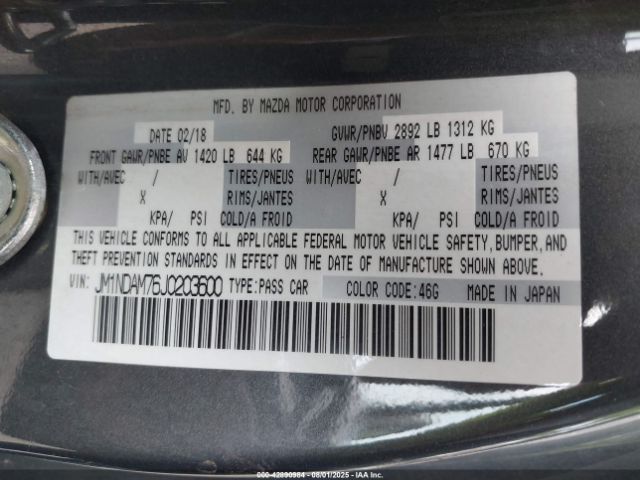 MFD. BY MAZDA MOTOR CORPORATION
DATE 02/18 GVWR/PNBV 2892 LB 1312 KG
FRONT GAWR/PNBE AV 1420 LB 644 KG REAR GAWR/PNBE AR 1477 LB 670 KG
WITH/AVEC / TIRES/PNEUS WITH/AVEC / TIRES/PNEUS
X RIMS/JANTES X RIMS/JANTES
KPA/ PSI COLD/A FROID KPA/ PSI COLD/A FROID
THIS VEHICLE CONFORMS TO ALL APPLICABLE FEDERAL MOTOR VEHICLE SAFETY, BUMPER, AND
THEFT PREVENTION STANDARDS IN EFFECT ON THE DATE OF MANUFACTURE SHOWN ABOVE.
VIN: JM1NDAM76J0203600 TYPE:PASS CAR COLOR CODE:46G MADE IN JAPAN
000-42890984 - 08/01/2025 - Copyright - IAA Inc.